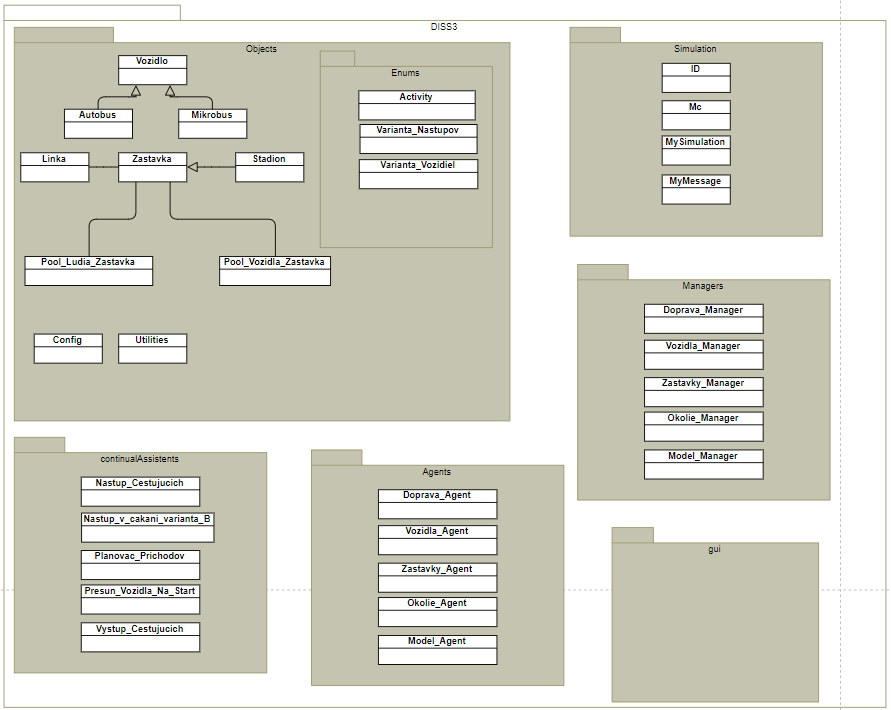 DISS3
Objects
Vozidlo
Autobus
Mikrobus
Linka
Zastavka
Stadion
Pool_Ludia_Zastavka
Pool_Vozidla_Zastavka
Config
Utilities
Enums
Activity
Varianta_Nastupov
Varianta_Vozidiel
Simulation
ID
Mc
MySimulation
MyMessage
Managers
Doprava_Manager
Vozidla_Manager
Zastavky_Manager
Okolie_Manager
Model_Manager
continualAssistents
Nastup_Cestujucich
Nastup_v_cakani_varianta_B
Planovac_Prichodov
Presun_Vozidla_Na_Start
Vystup_Cestujucich
Agents
Doprava_Agent
Vozidla_Agent
Zastavky_Agent
Okolie_Agent
Model_Agent
gui